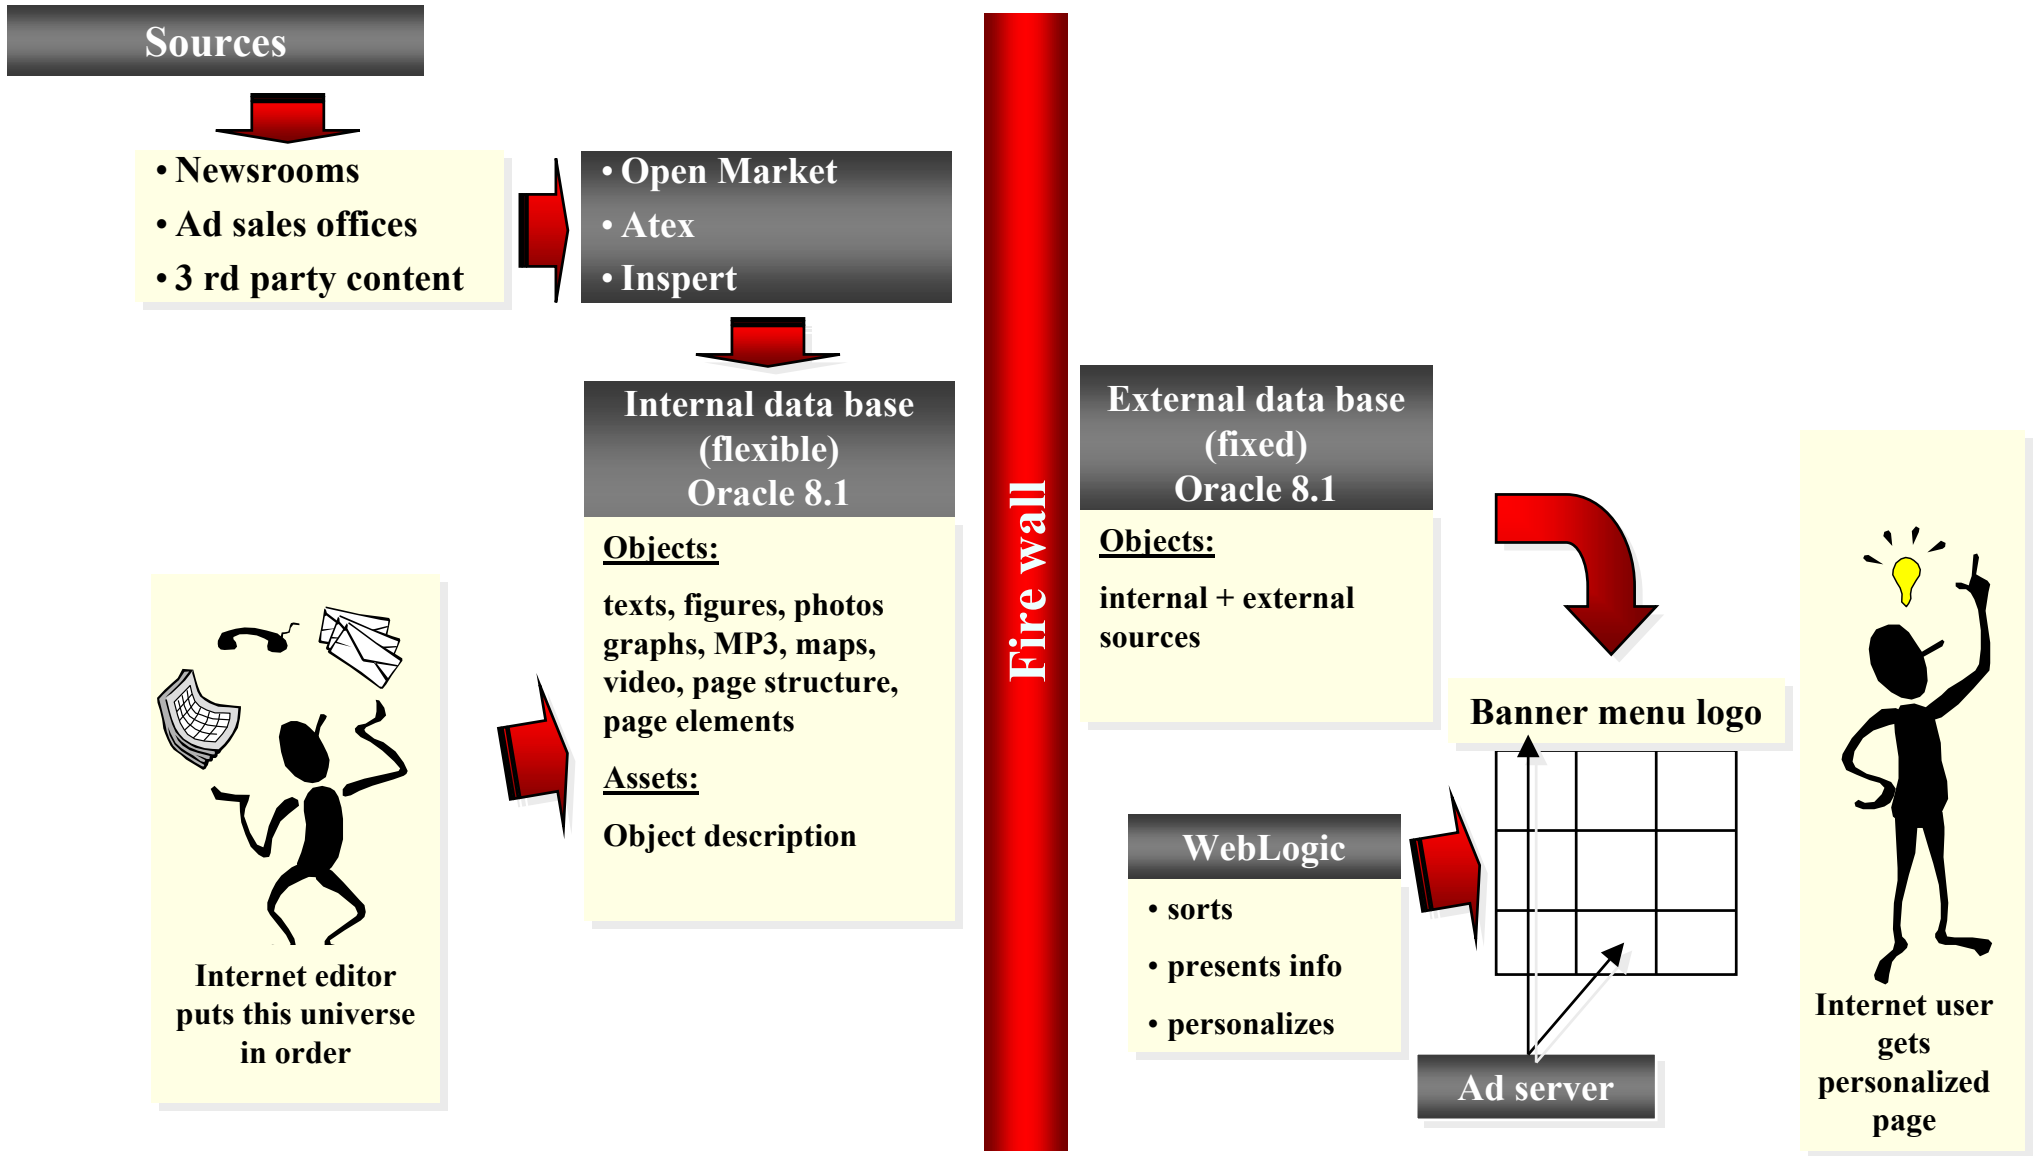 Sources
• Newsrooms
• Ad sales offices
• 3 rd party content
• Open Market
• Atex
• Inspert
Internal data base
(flexible)
Oracle 8.1
Objects:
texts, figures, photos
graphs, MP3, maps,
video, page structure,
page elements
Assets:
Object description
Internet editor
puts this universe
in order
Fire wall
External data base
(fixed)
Oracle 8.1
Objects:
internal + external
sources
Banner menu logo
WebLogic
• sorts
• presents info
• personalizes
Ad server
Internet user
gets
personalized
page